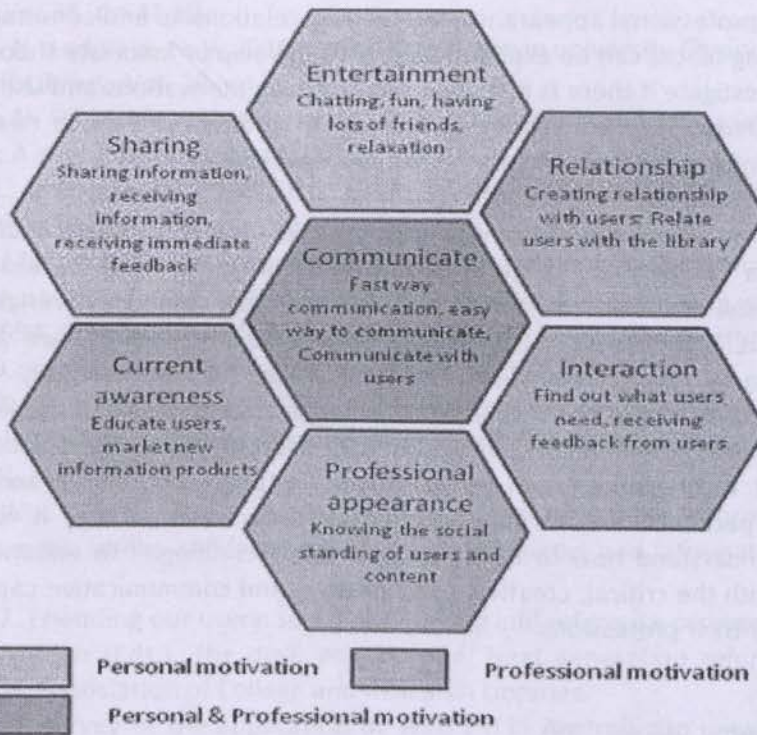 Entertainment
Chatting, fun, having
lots of friends,
relaxation
Sharing
Sharing information,
receiving
information,
receiving immediate
feedback
Relationship
Creating relationship
with users: Relate
users with the library
Communicate
Fast way
communication, easy
way to communicate,
Communicate with
users
Current
awareness
Educate users,
market new
information products
Interaction
Find out what users
need, receiving
feedback from users
Professional
appearance
Knowing the social
standing of users and
content
Personal motivation
Professional motivation
Personal & Professional motivation